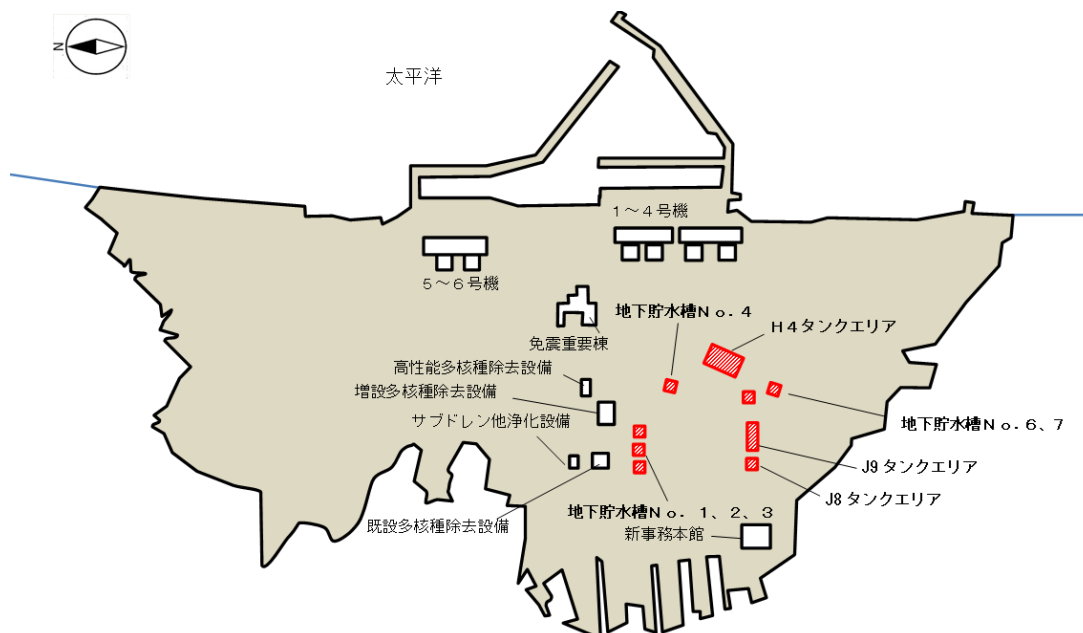 N
太平洋
1～4号機
5～6号機
地下貯水槽No.4
H4タンクエリア
免震重要棟
高性能多核種除去設備
増設多核種除去設備
サブドレン他浄化設備
地下貯水槽No.6、7
J9タンクエリア
J8タンクエリア
地下貯水槽No.1、2、3
既設多核種除去設備
新事務本館